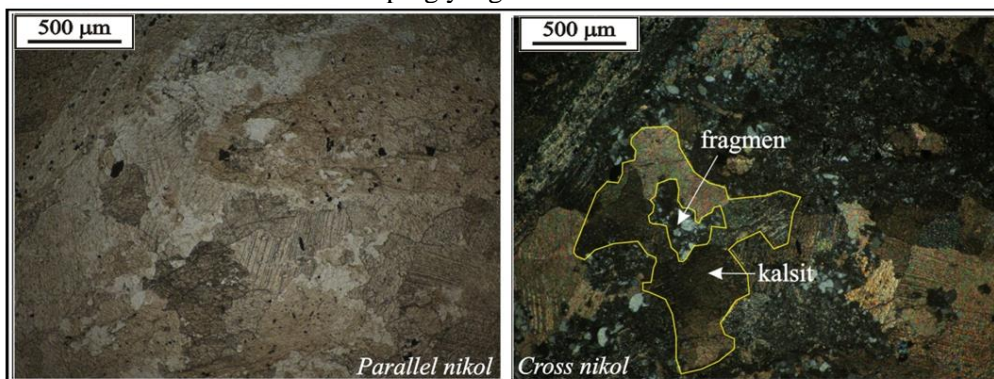 500 µm
500 µm
fragmen
kalsit
Parallel nikol
Cross nikol